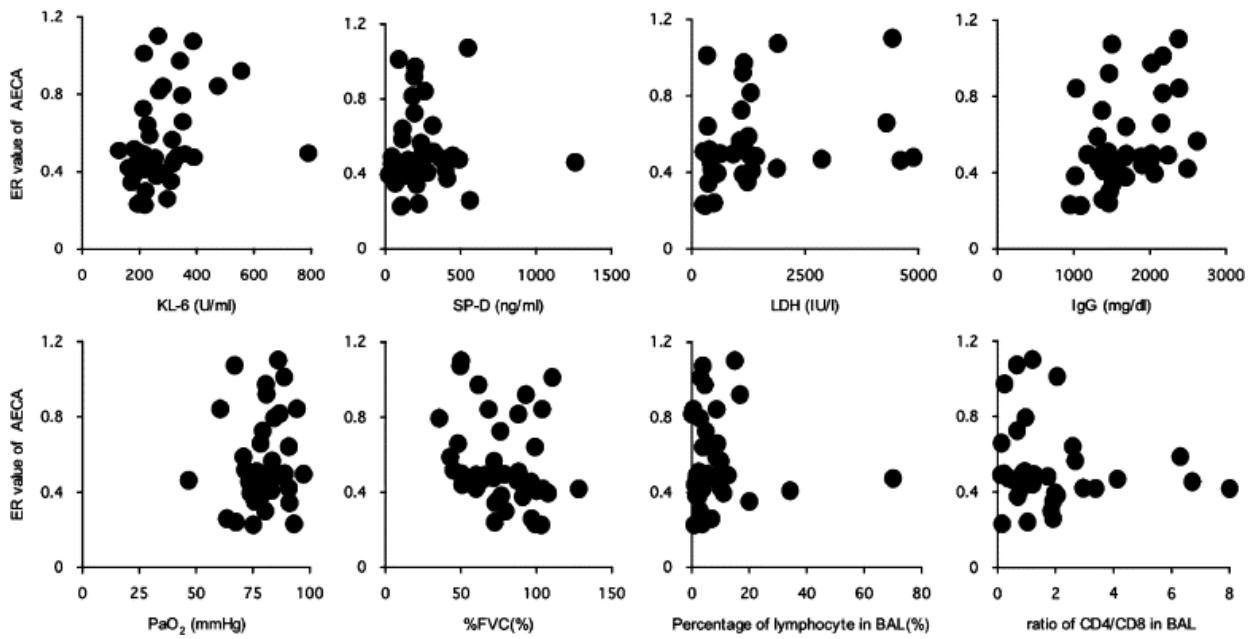 ER value of AECA
1.2
0.8
0.4
0
0 200 400 600 800
KL-6 (U/ml)
1.2
0.8
0.4
0
0 500 1000 1500
SP-D (ng/ml)
1.2
0.8
0.4
0
0 2500 5000
LDH (IU/l)
1.2
0.8
0.4
0
0 1000 2000 3000
IgG (mg/dl)
ER value of AECA
1.2
0.8
0.4
0
0 25 50 75 100
PaO2 (mmHg)
1.2
0.8
0.4
0
0 50 100 150
%FVC(%)
1.2
0.8
0.4
0
0 20 40 60 80
Percentage of lymphocyte in BAL(%)
1.2
0.8
0.4
0
0 2 4 6 8
ratio of CD4/CD8 in BAL